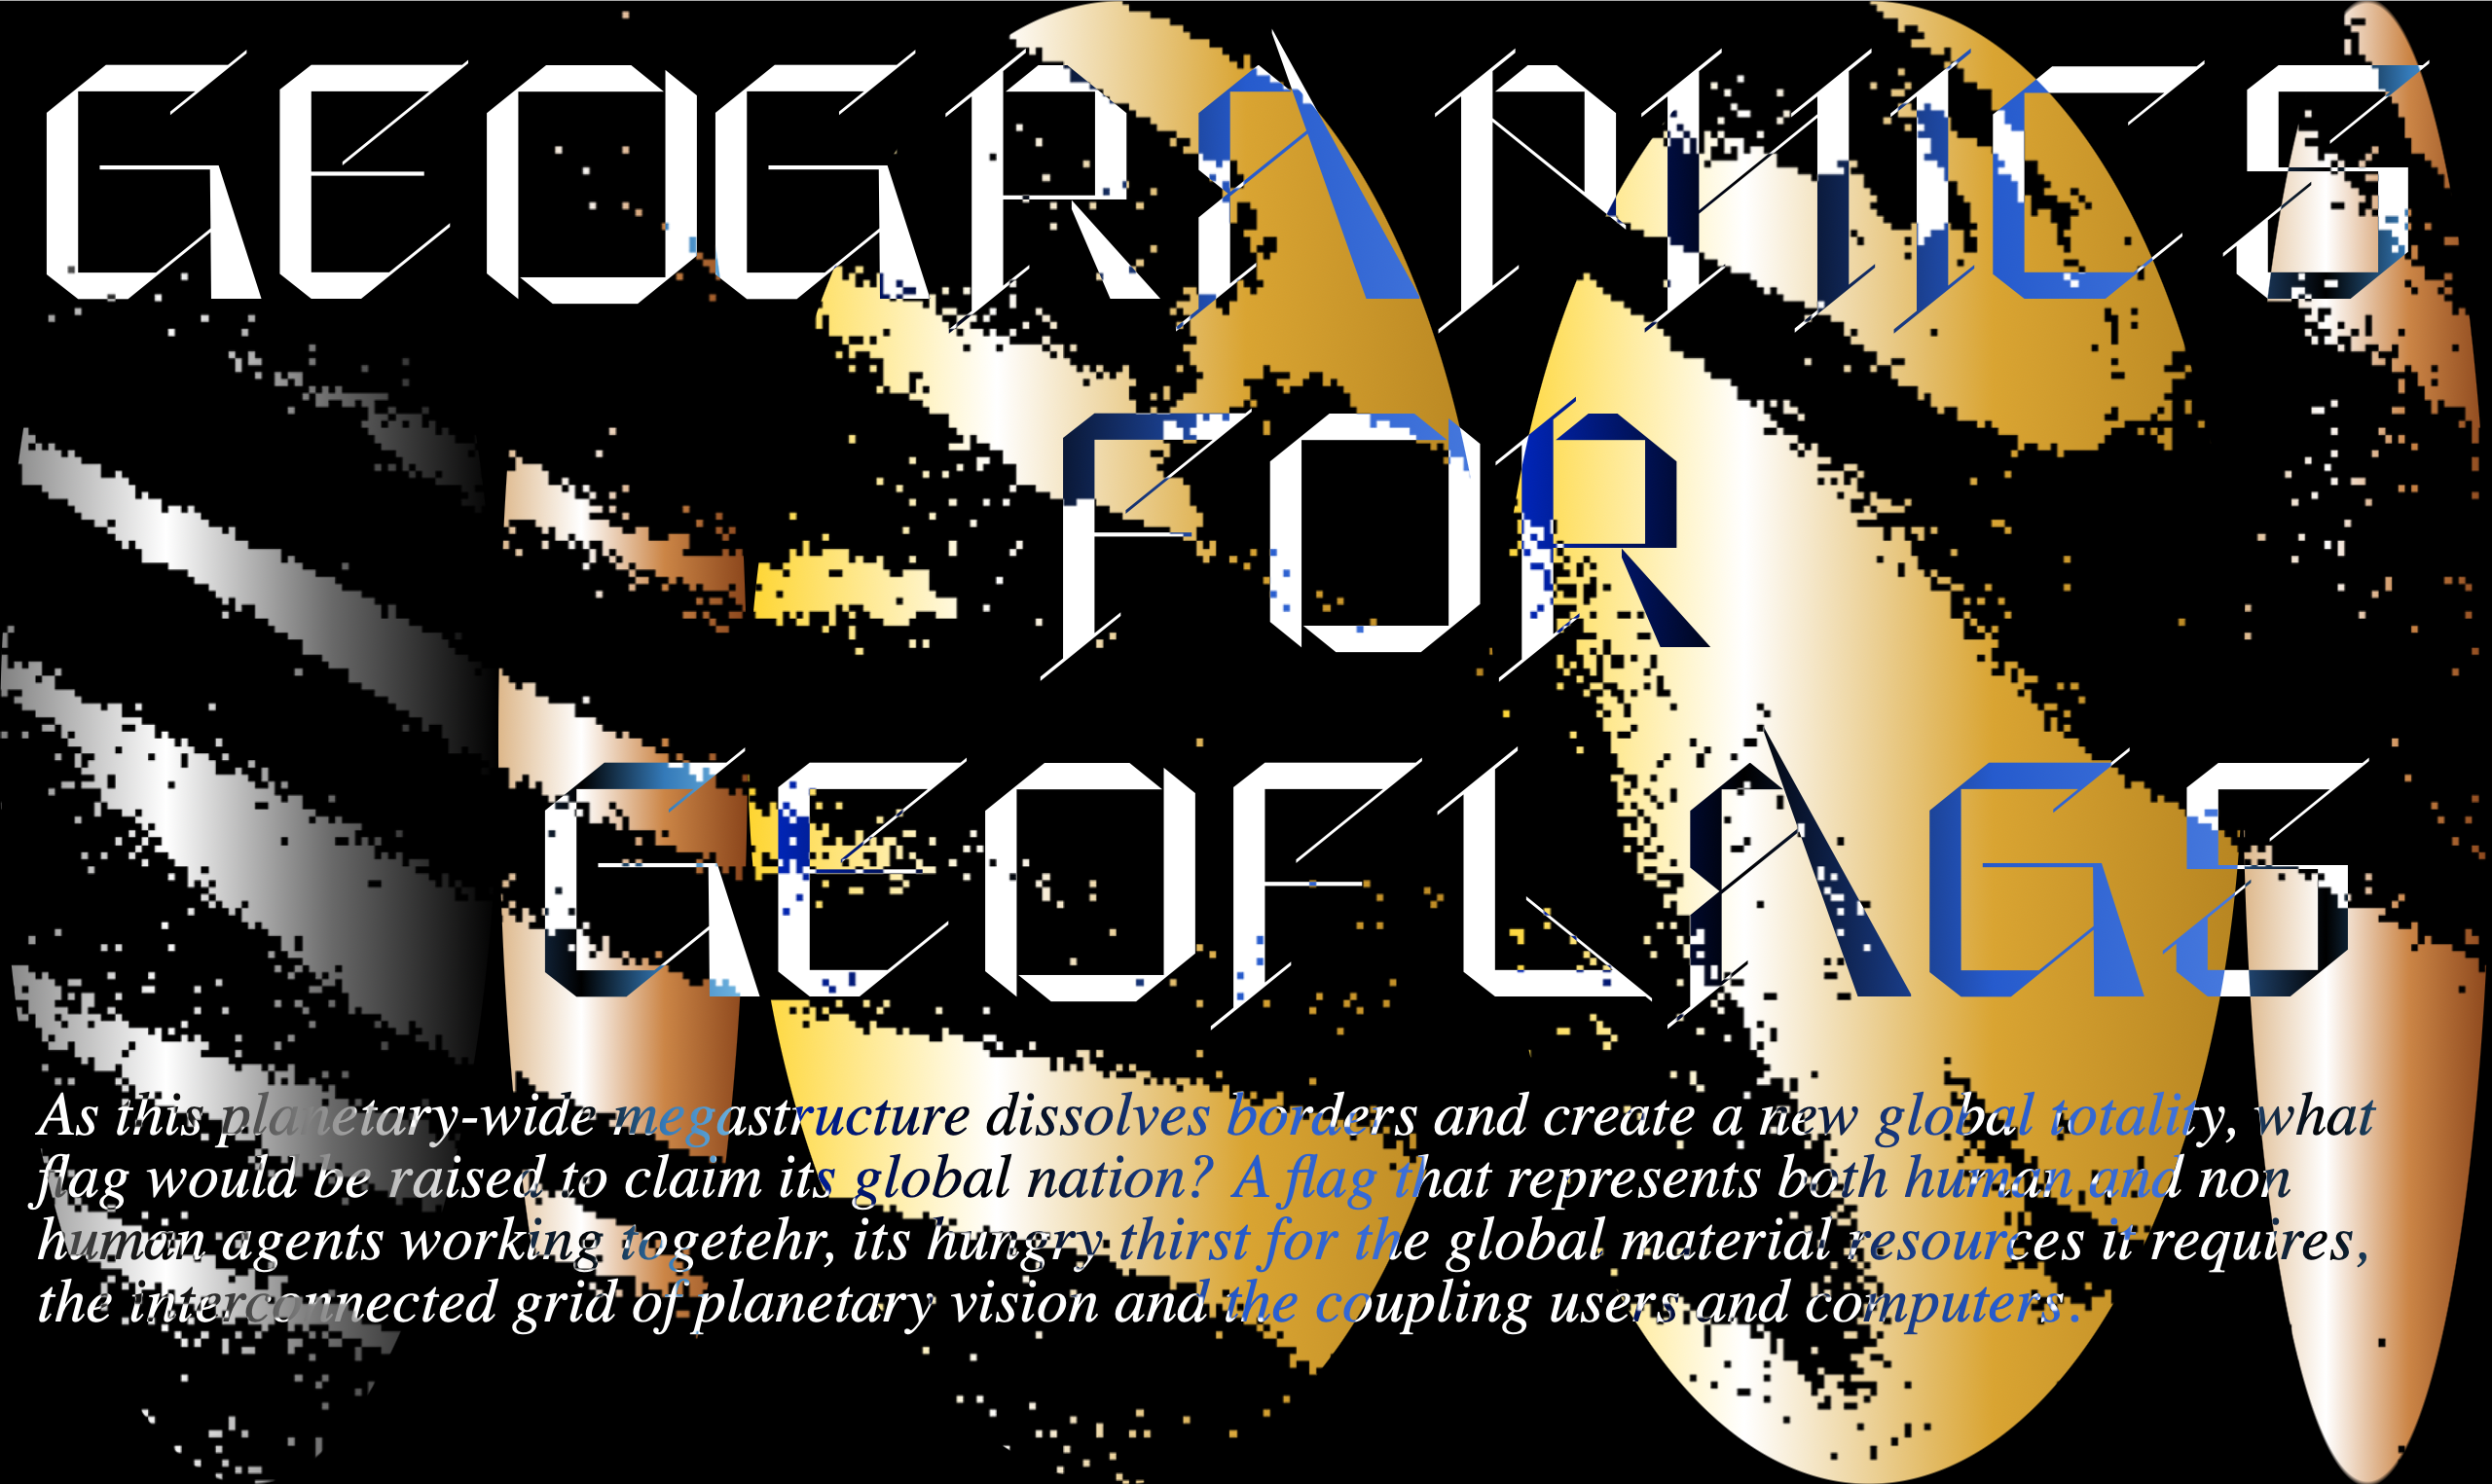 GEOGRAPHICS
FOR
GEOFLAGS
As this planetary-wide megastructure dissolves borders and create a new global totality, what
flag would be raised to claim its global nation? A flag that represents both human and non
human agents working togetehr, its hungry thirst for the global material resources it requires,
the interconnected grid of planetary vision and the coupling users and computers.